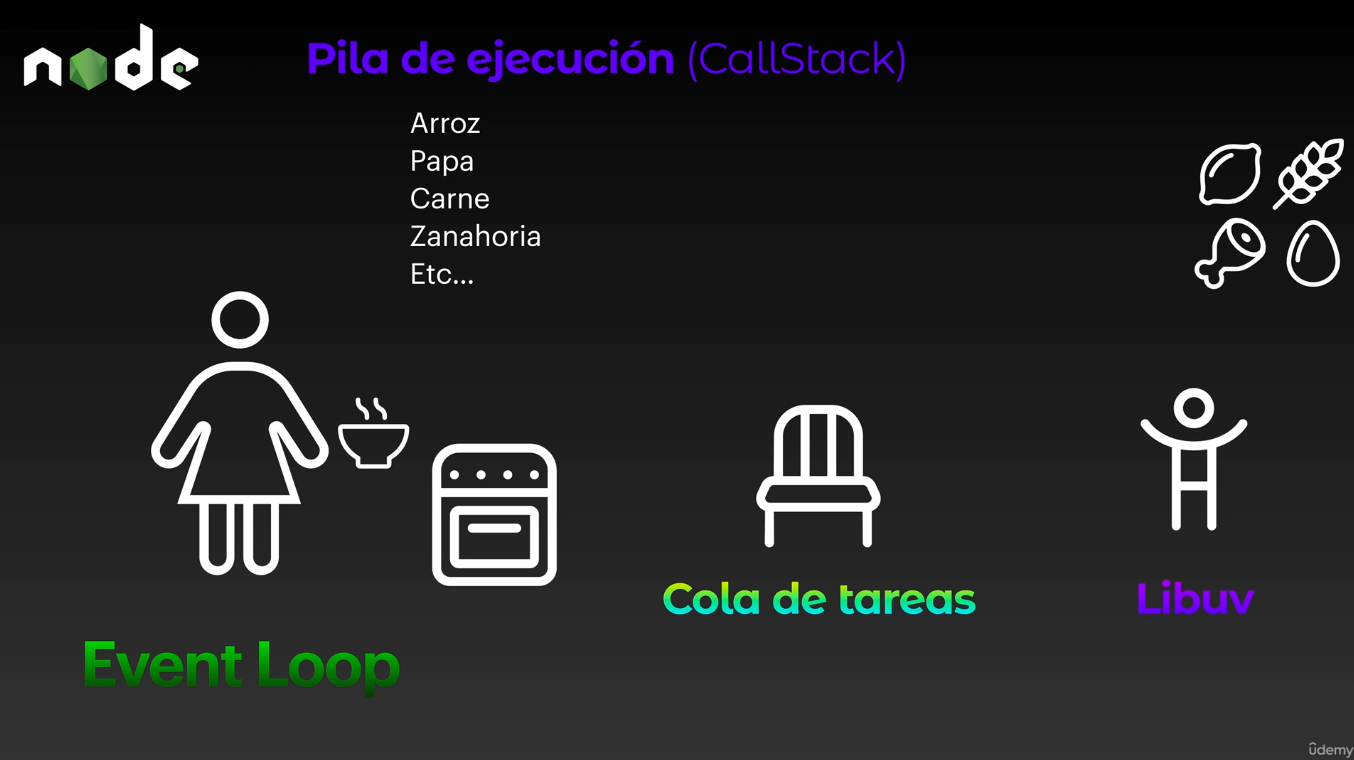 node
Pila de ejecución (CallStack)
Arroz
Papa
Carne
Zanahoria
Etc...
Cola de tareas
Libuv
Event Loop
ûdemy